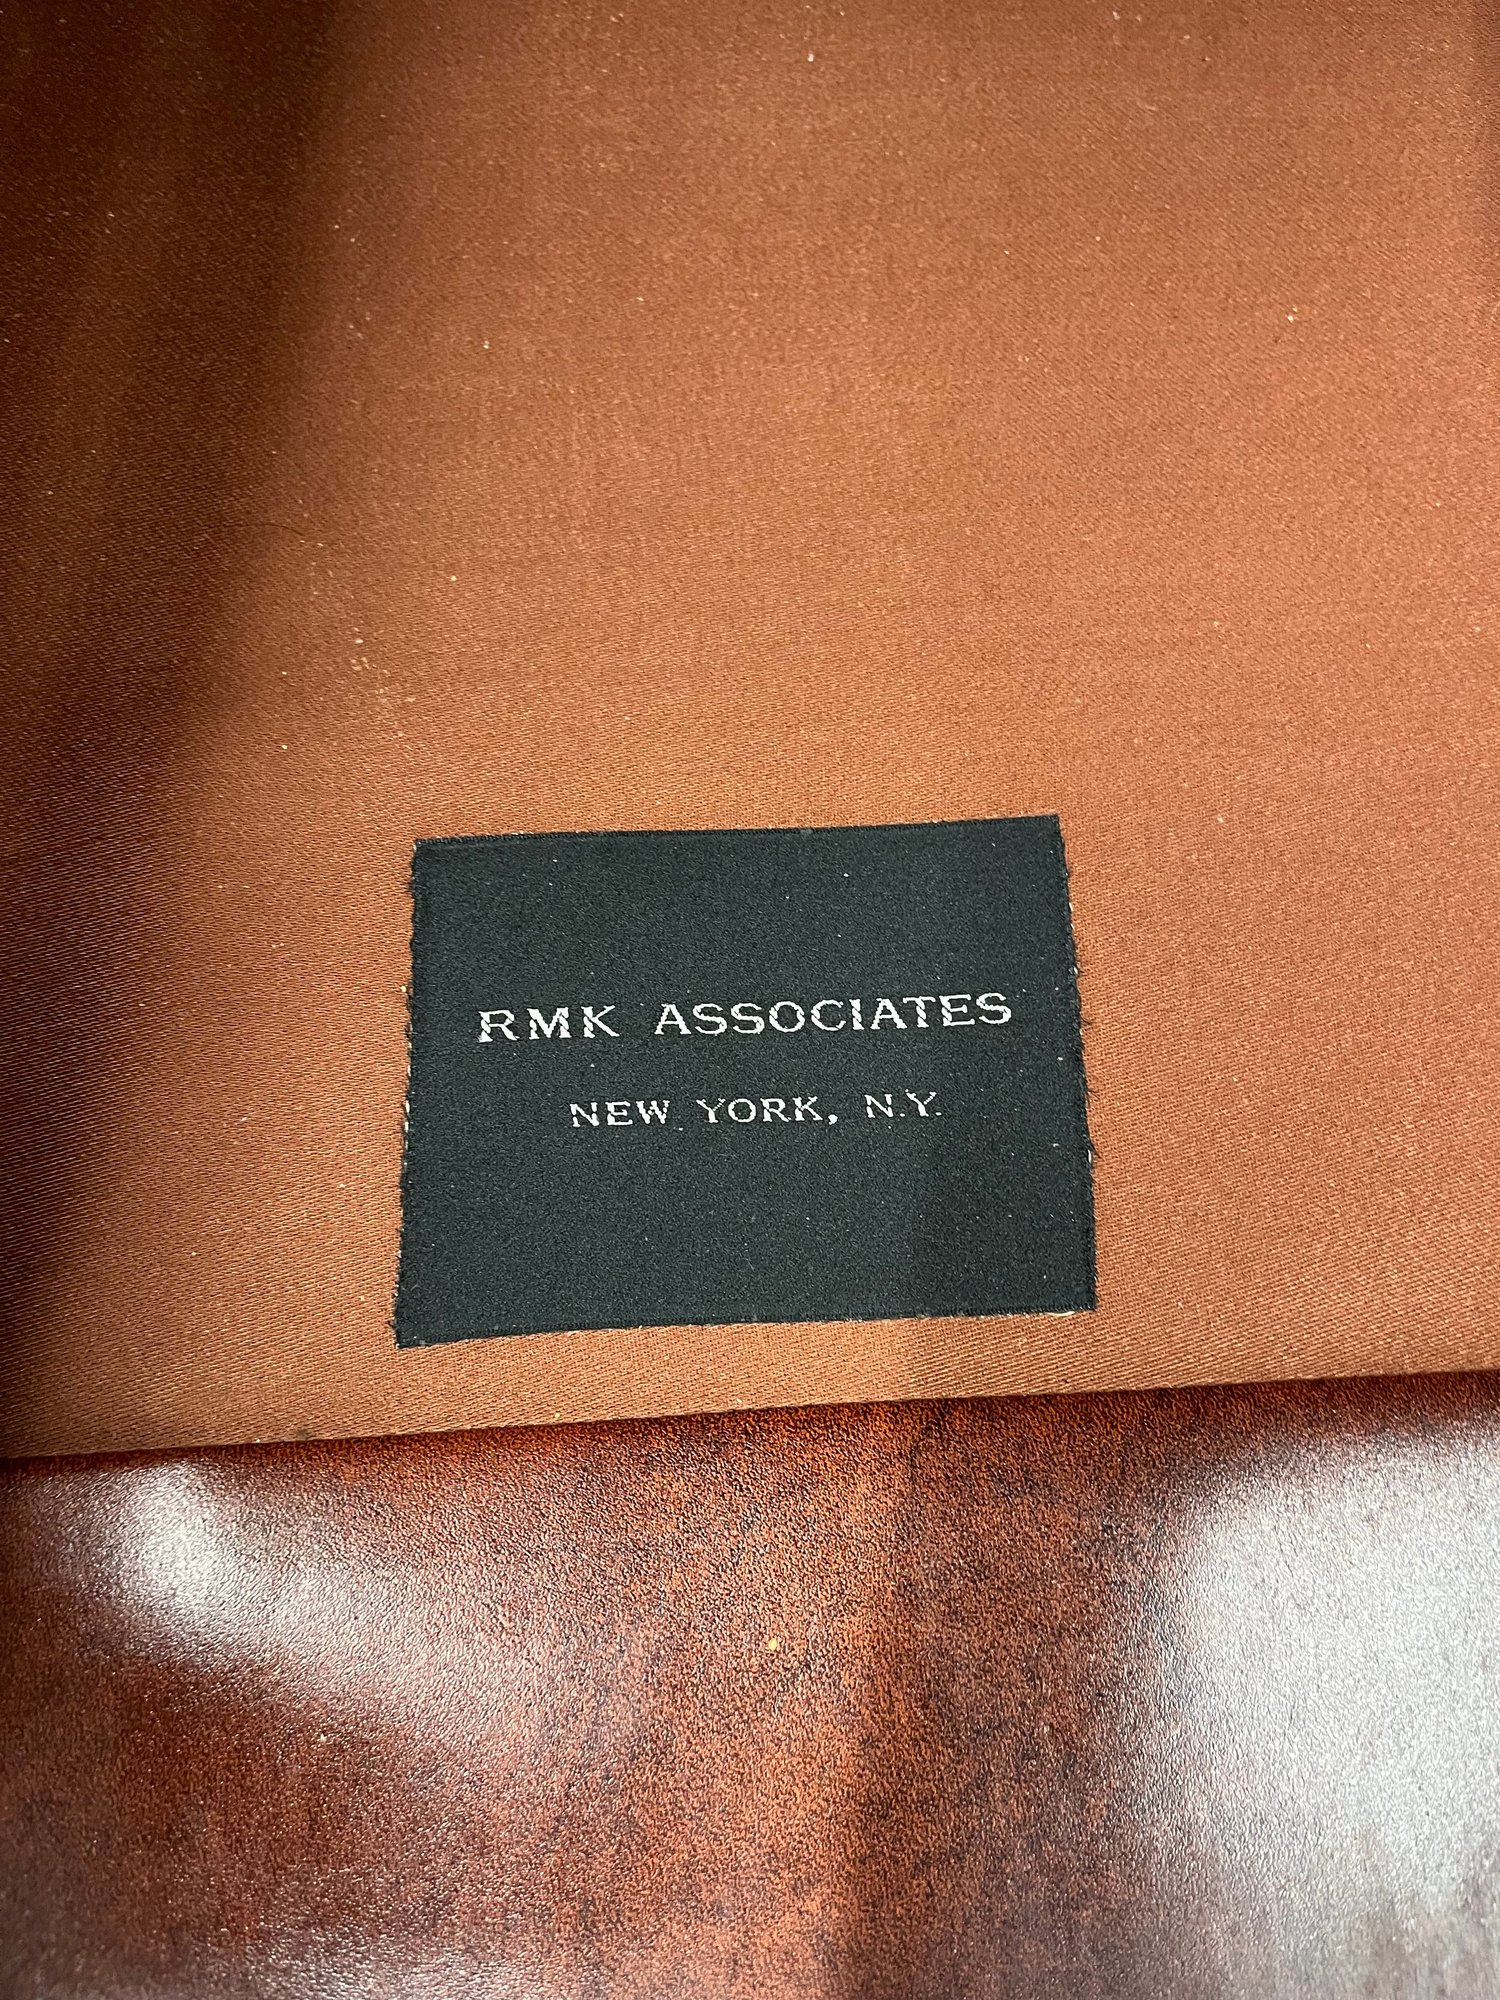 RMK ASSOCIATES
NEW YORK, N.Y.